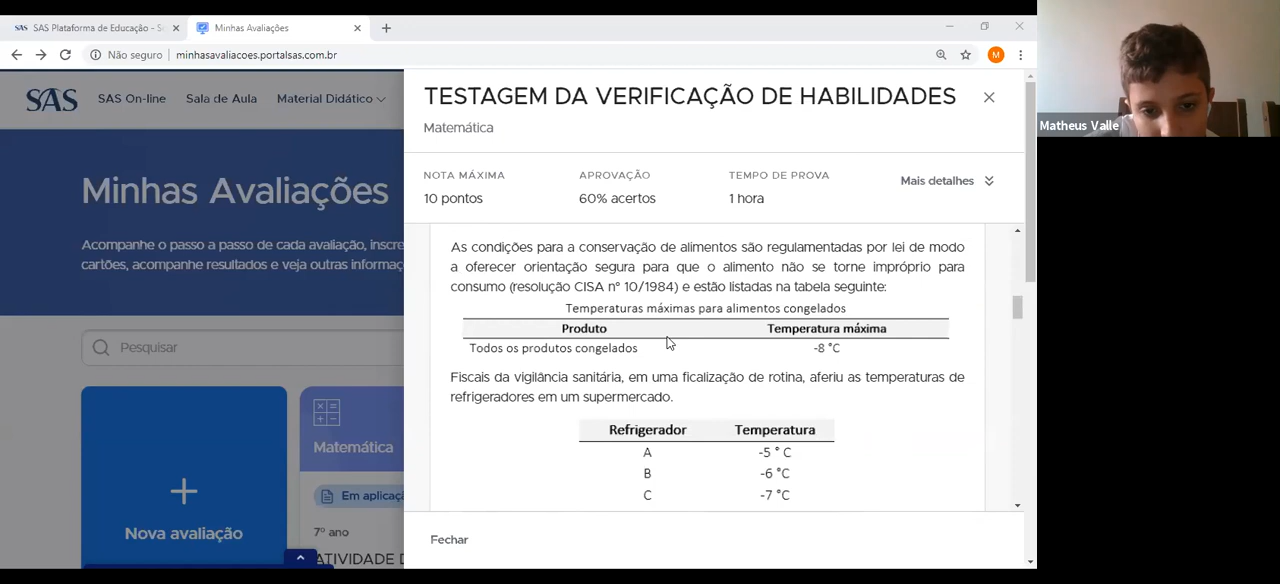 SAS Plataforma de Educação - S
Minhas Avaliações
Não seguro
minhasavaliacoes.portalsas.com.br
M
SAS
SAS On-line
Sala de Aula
Material Didático
Minhas Avaliações
Acompanhe o passo a passo de cada avaliação, inscre
cartões, acompanhe resultados e veja outras informaç
Pesquisar
Nova avaliação
Matemática
Em aplicaç
7º ano
ATIVIDADE D
TESTAGEM DA VERIFICAÇÃO DE HABILIDADES
Matemática
NOTA MÁXIMA
10 pontos
APROVAÇÃO
60% acertos
TEMPO DE PROVA
1 hora
Mais detalhes
As condições para a conservação de alimentos são regulamentadas por lei de modo
a oferecer orientação segura para que o alimento não se torne impróprio para
consumo (resolução CISA n° 10/1984) e estão listadas na tabela seguinte:
Temperaturas máximas para alimentos congelados
Produto Temperatura máxima
Todos os produtos congelados -8 °C
Fiscais da vigilância sanitária, em uma ficalização de rotina, aferiu as temperaturas de
refrigeradores em um supermercado.
Refrigerador Temperatura
A -5 ° C
B -6 °C
C -7 °C
Fechar
Matheus Valle